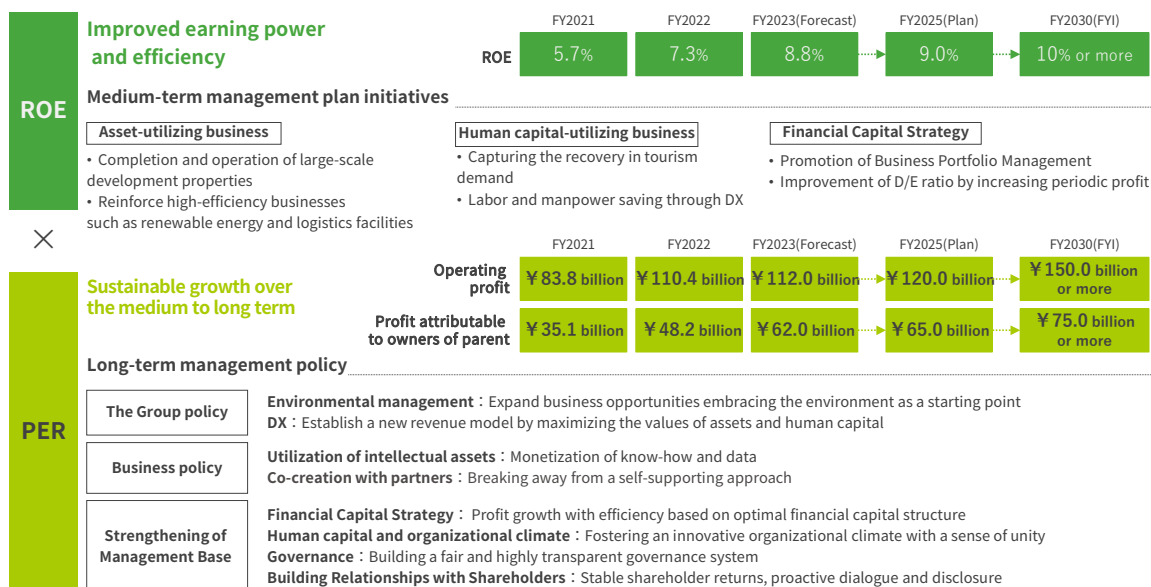 ROE
Improved earning power
and efficiency
FY2021 FY2022 FY2023(Forecast) FY2025(Plan) FY2030(FYI)
ROE 5.7% 7.3% 8.8% 9.0% 10% or more
Medium-term management plan initiatives
Asset-utilizing business
• Completion and operation of large-scale
development properties
• Reinforce high-efficiency businesses
such as renewable energy and logistics facilities
Human capital-utilizing business
• Capturing the recovery in tourism
demand
• Labor and manpower saving through DX
Financial Capital Strategy
• Promotion of Business Portfolio Management
• Improvement of D/E ratio by increasing periodic profit
×
PER
Sustainable growth over
the medium to long term
FY2021 FY2022 FY2023(Forecast) FY2025(Plan) FY2030(FYI)
Operating
profit
¥83.8 billion ¥110.4 billion ¥112.0 billion ¥120.0 billion ¥150.0 billion
or more
Profit attributable
to owners of parent
¥35.1 billion ¥48.2 billion ¥62.0 billion ¥65.0 billion ¥75.0 billion
or more
Long-term management policy
The Group policy
Environmental management：Expand business opportunities embracing the environment as a starting point
DX：Establish a new revenue model by maximizing the values of assets and human capital
Business policy
Utilization of intellectual assets：Monetization of know-how and data
Co-creation with partners：Breaking away from a self-supporting approach
Strengthening of
Management Base
Financial Capital Strategy：Profit growth with efficiency based on optimal financial capital structure
Human capital and organizational climate：Fostering an innovative organizational climate with a sense of unity
Governance：Building a fair and highly transparent governance system
Building Relationships with Shareholders：Stable shareholder returns, proactive dialogue and disclosure